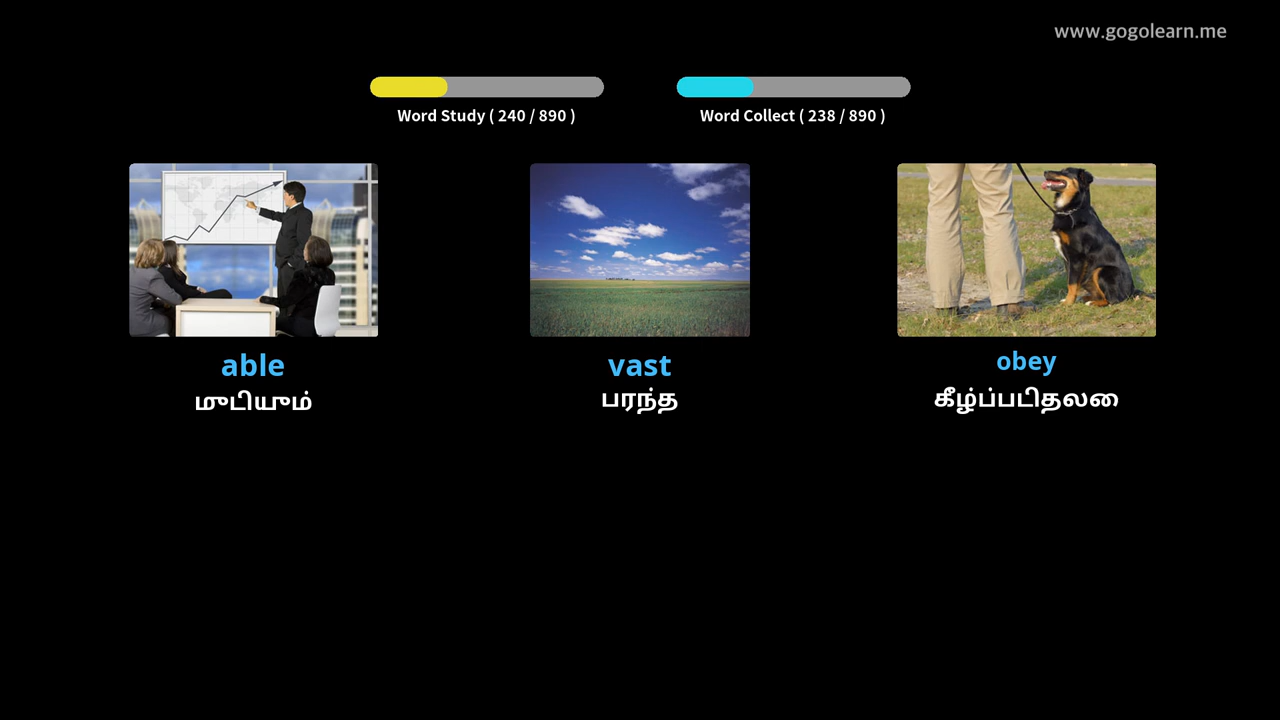 www.gogolearn.me
Word Study ( 240 / 890 )
Word Collect ( 238 / 890 )
able
vast
obey
முடியும்
பரந்த
கீழ்ப்படிதலை